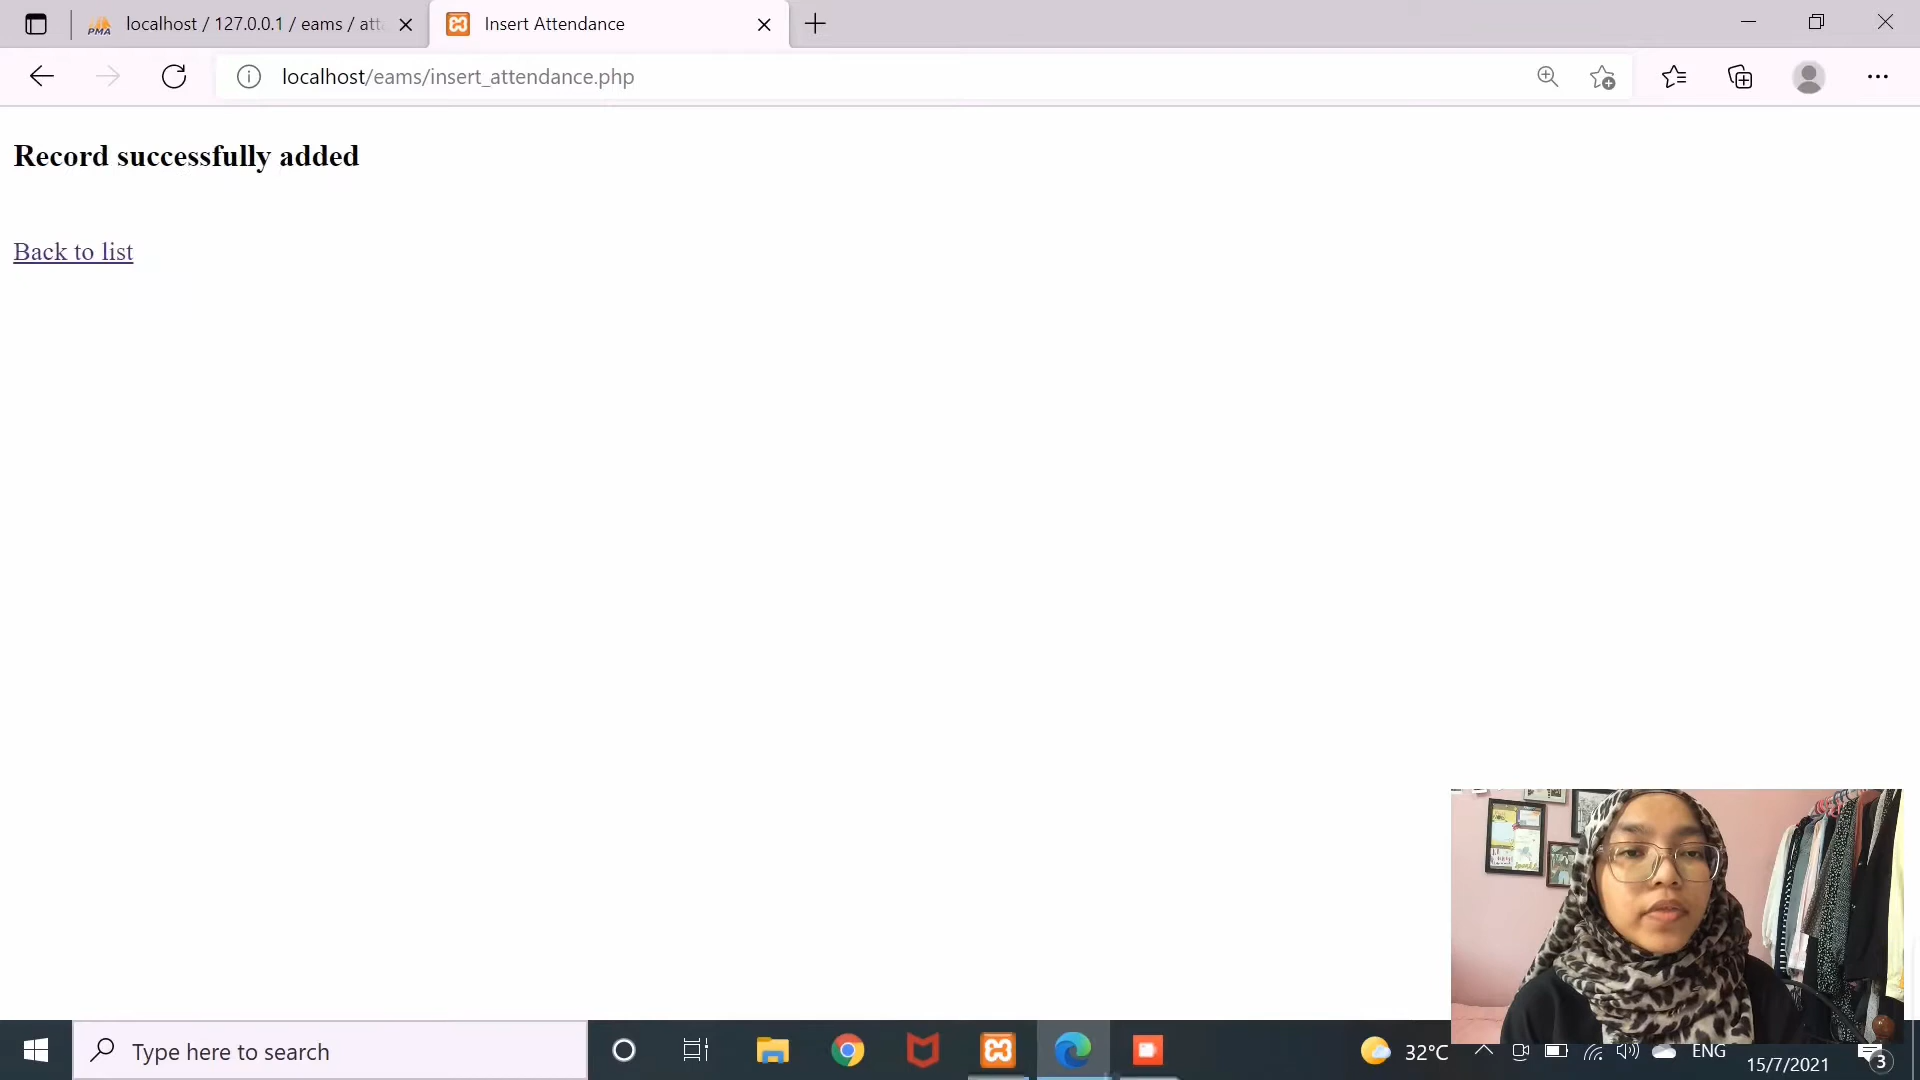 PMA localhost / 127.0.0.1 / eams / att
Insert Attendance
localhost/eams/insert_attendance.php
Record successfully added
Back to list
Type here to search
32°C
ENG
15/7/2021
3